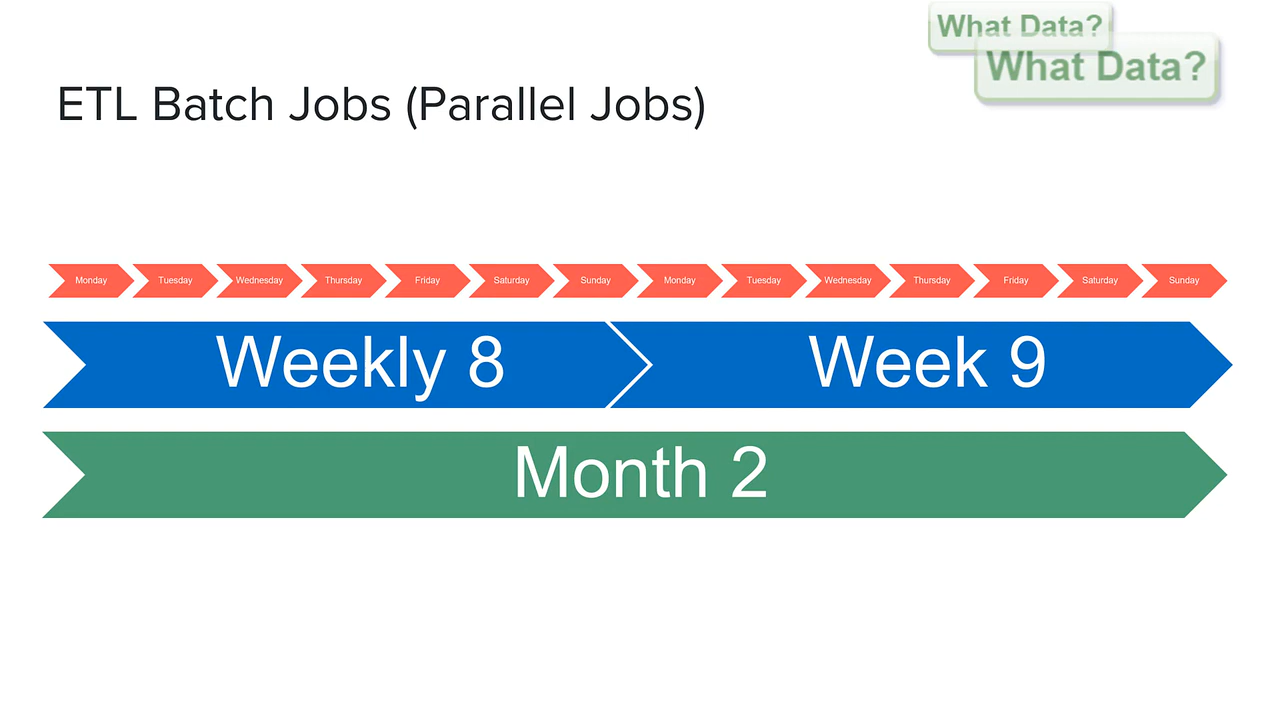 What Data?
What Data?
ETL Batch Jobs (Parallel Jobs)
Monday Tuesday Wednesday Thursday Friday Saturday Sunday Monday Tuesday Wednesday Thursday Friday Saturday Sunday
Weekly 8 Week 9
Month 2